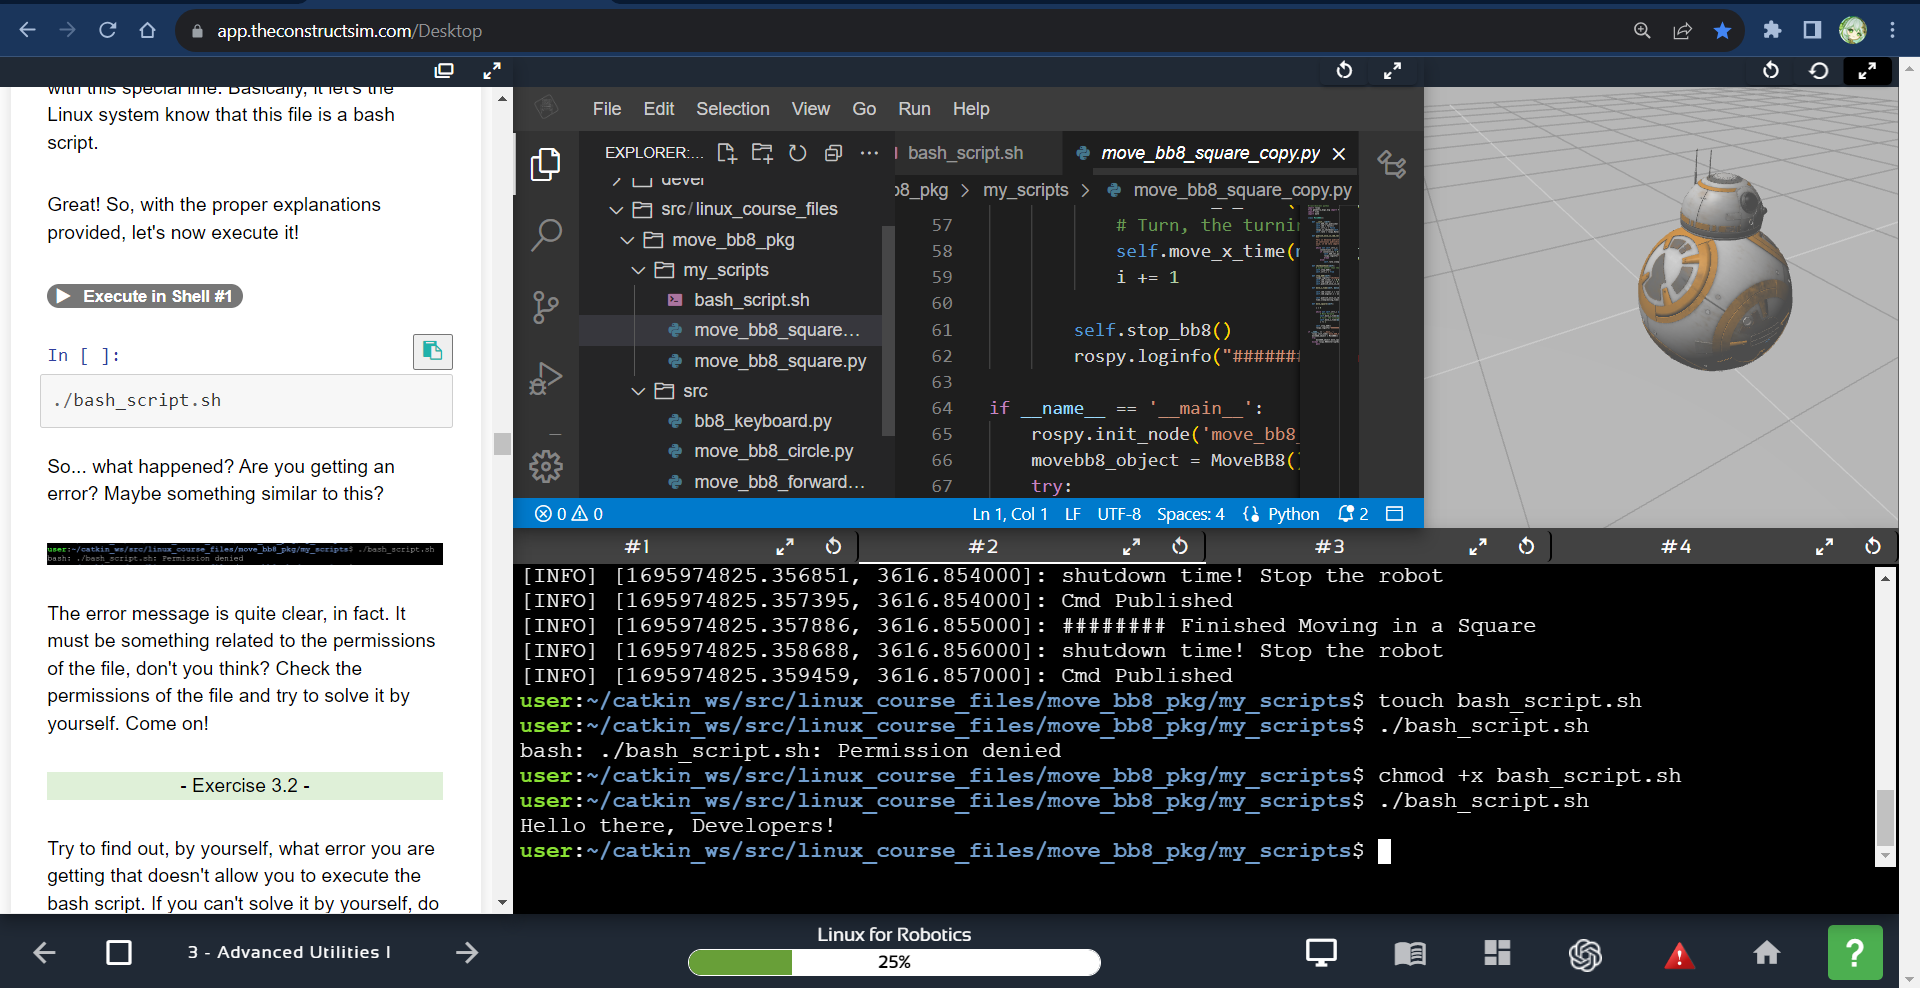 app.theconstructsim.com/Desktop
with this special line. Basically, it let's the
Linux system know that this file is a bash
script.
Great! So, with the proper explanations
provided, let's now execute it!
Execute in Shell #1
In [ ]:
./bash_script.sh
So... what happened? Are you getting an
error? Maybe something similar to this?
user:~/catkin_ws/src/linux_course_files/move_bb8_pkg/my_scripts$ ./bash_script.sh
bash: ./bash_script.sh: Permission denied
The error message is quite clear, in fact. It
must be something related to the permissions
of the file, don't you think? Check the
permissions of the file and try to solve it by
yourself. Come on!
- Exercise 3.2 -
Try to find out, by yourself, what error you are
getting that doesn't allow you to execute the
bash script. If you can't solve it by yourself, do
File Edit Selection View Go Run Help
EXPLORER:...
devel
src/linux_course_files
move_bb8_pkg
my_scripts
bash_script.sh
move_bb8_square...
move_bb8_square.py
src
bb8_keyboard.py
move_bb8_circle.py
move_bb8_forward...
bash_script.sh
move_bb8_square_copy.py
b8_pkg > my_scripts > move_bb8_square_copy.py
57 # Turn, the turni
58 self.move_x_time(
59 i += 1
60
61 self.stop_bb8()
62 rospy.loginfo("######
63
64 if __name__ == '__main__':
65 rospy.init_node('move_bb8_
66 movebb8_object = MoveBB8()
67 try:
0 0
Ln 1, Col 1 LF UTF-8 Spaces: 4 Python 2
#1 #2 #3 #4
[INFO] [1695974825.356851, 3616.854000]: shutdown time! Stop the robot
[INFO] [1695974825.357395, 3616.854000]: Cmd Published
[INFO] [1695974825.357886, 3616.855000]: ######## Finished Moving in a Square
[INFO] [1695974825.358688, 3616.856000]: shutdown time! Stop the robot
[INFO] [1695974825.359459, 3616.857000]: Cmd Published
user:~/catkin_ws/src/linux_course_files/move_bb8_pkg/my_scripts$ touch bash_script.sh
user:~/catkin_ws/src/linux_course_files/move_bb8_pkg/my_scripts$ ./bash_script.sh
bash: ./bash_script.sh: Permission denied
user:~/catkin_ws/src/linux_course_files/move_bb8_pkg/my_scripts$ chmod +x bash_script.sh
user:~/catkin_ws/src/linux_course_files/move_bb8_pkg/my_scripts$ ./bash_script.sh
Hello there, Developers!
user:~/catkin_ws/src/linux_course_files/move_bb8_pkg/my_scripts$
3 - Advanced Utilities I
Linux for Robotics
25%
?